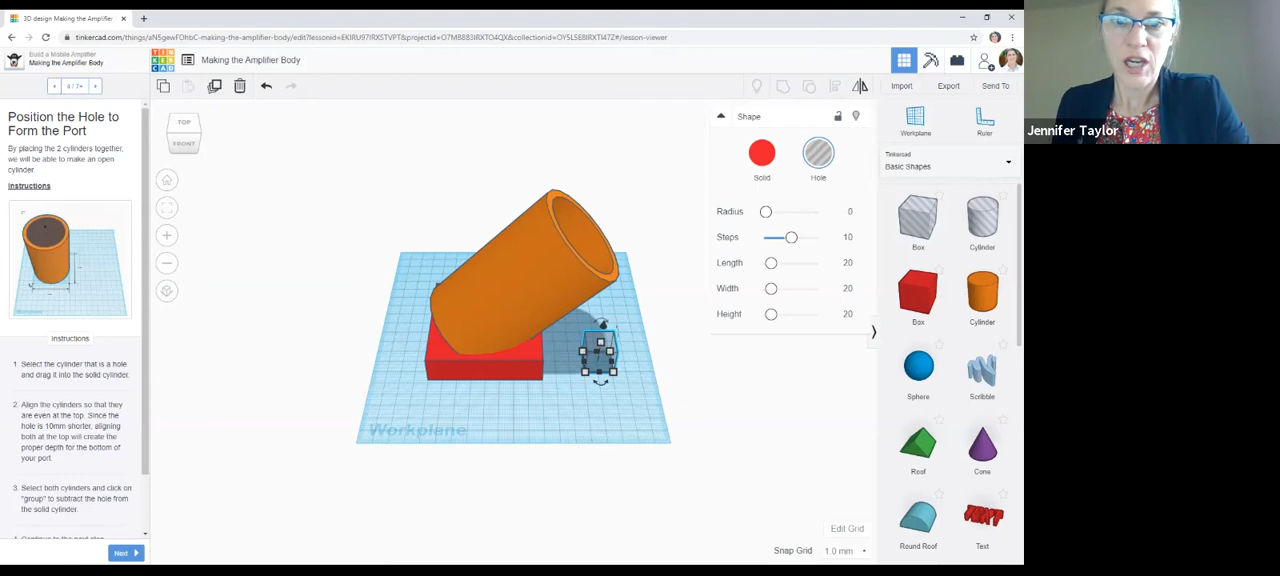 3D design Making the Amplifier
tinkercad.com/things/aN5gewFOhbC-making-the-amplifier-body/edit?lessonid=EKIRU97IRXSTVPT&projectid=O7M8883IRXTO4QX&collectionid=OY5L5E8IRXTI47Z#/lesson-viewer
Build a Mobile Amplifier
Making the Amplifier Body
TINKERCAD
Making the Amplifier Body
4 / 7
Import
Export
Send To
Position the Hole to
Form the Port
By placing the 2 cylinders together,
we will be able to make an open
cylinder.
Instructions
Workplane
Instructions
1. Select the cylinder that is a hole
and drag it into the solid cylinder.
2. Align the cylinders so that they
are even at the top. Since the
hole is 10mm shorter, aligning
both at the top will create the
proper depth for the bottom of
your port.
3. Select both cylinders and click on
"group" to subtract the hole from
the solid cylinder.
Next
TOP
FRONT
Workplane
Shape
Solid
Hole
Radius 0
Steps 10
Length 20
Width 20
Height 20
Edit Grid
Snap Grid 1.0 mm
Workplane
Ruler
Tinkercad
Basic Shapes
Box
Cylinder
Box
Cylinder
Sphere
Scribble
Roof
Cone
Round Roof
TEXT
Text
Jennifer Taylor